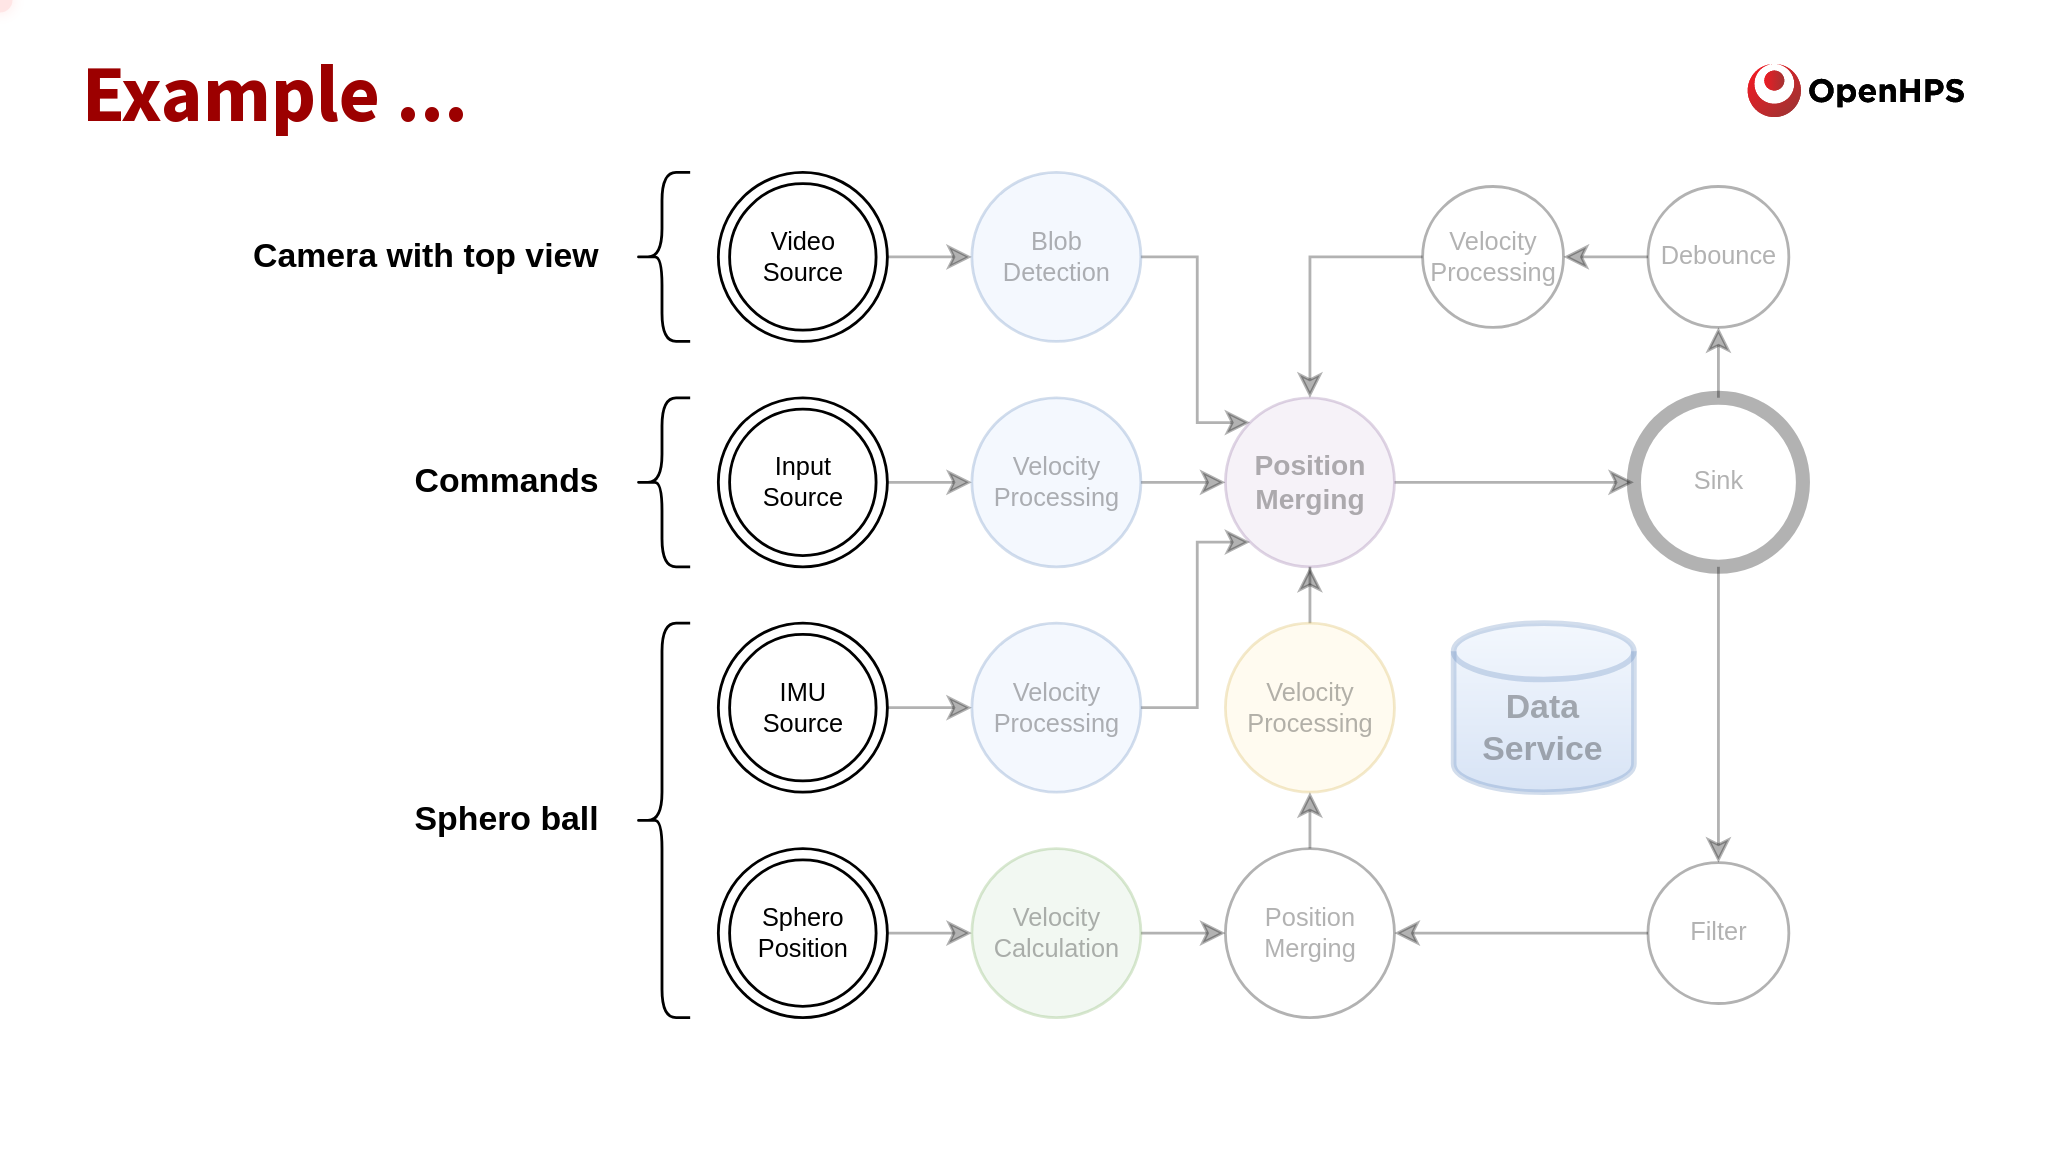 Example ...
OpenHPS
Camera with top view
Video
Source
Blob
Detection
Velocity
Processing
Debounce
Commands
Input
Source
Velocity
Processing
Position
Merging
Sink
Sphero ball
IMU
Source
Velocity
Processing
Velocity
Processing
Data
Service
Sphero
Position
Velocity
Calculation
Position
Merging
Filter